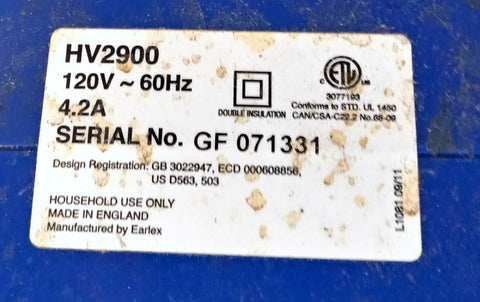 HV2900
120V ~ 60Hz
4.2A
DOUBLE INSULATION
C ETL US
3077193
Conforms to STD. UL 1450
CAN/CSA-C22.2 No.68-09
SERIAL No. GF 071331
Design Registration: GB 3022947, ECD 000608856,
US D563, 503
HOUSEHOLD USE ONLY
MADE IN ENGLAND
Manufactured by Earlex
L1081 09/11